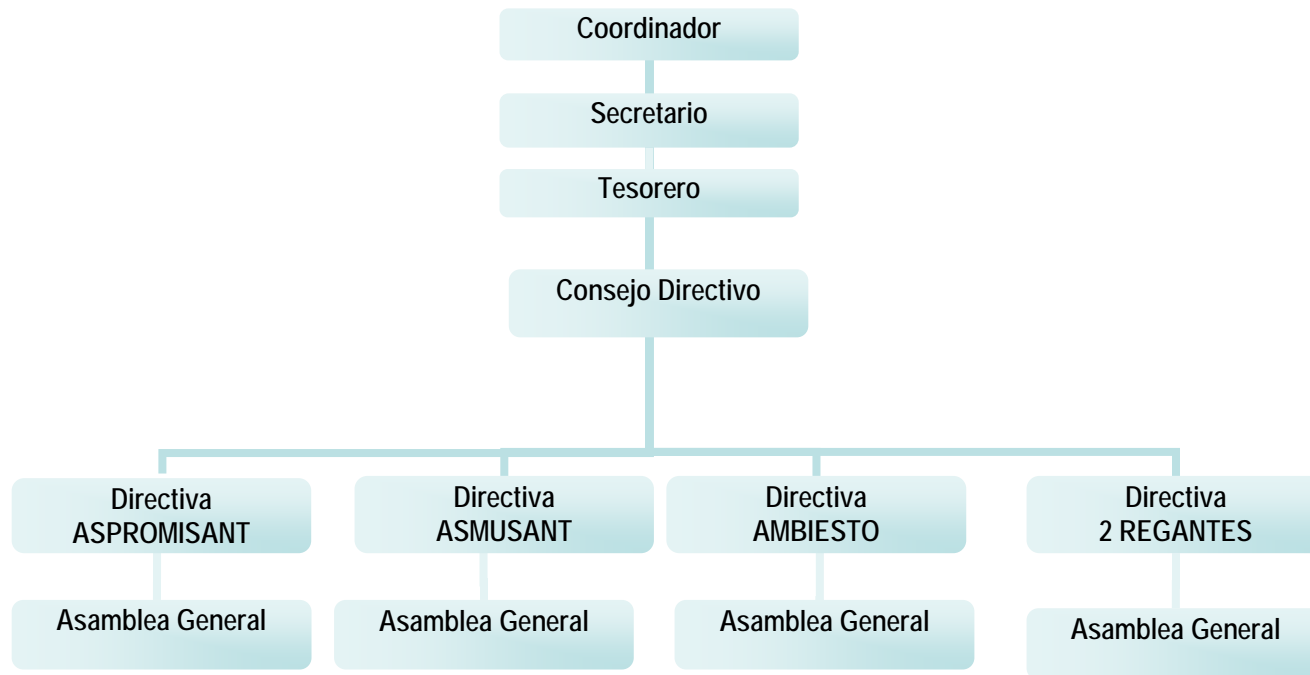 Coordinador
Secretario
Tesorero
Consejo Directivo
Directiva
ASPROMISANT
Directiva
ASMUSANT
Directiva
AMBIESTO
Directiva
2 REGANTES
Asamblea General
Asamblea General
Asamblea General
Asamblea General